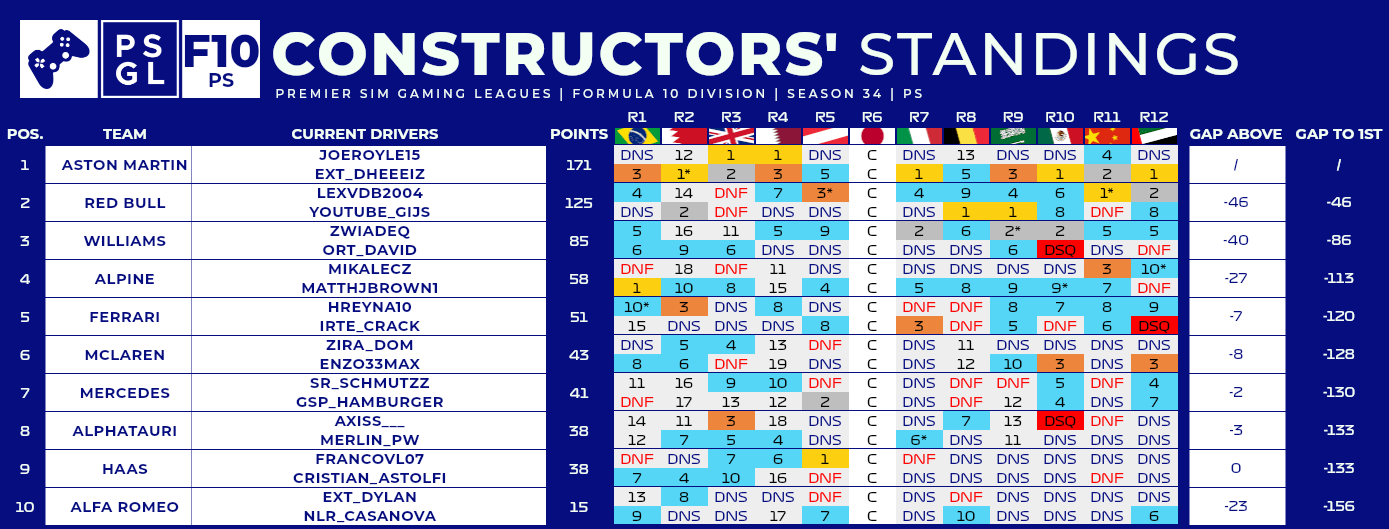 PS GL F10 PS CONSTRUCTORS' STANDINGS
PREMIER SIM GAMING LEAGUES | FORMULA 10 DIVISION | SEASON 34 | PS
R1 R2 R3 R4 R5 R6 R7 R8 R9 R10 R11 R12
POS. TEAM CURRENT DRIVERS POINTS GAP ABOVE GAP TO 1ST
JOEROYLE15 DNS 12 1 1 DNS C DNS 13 DNS DNS 4 DNS
1 ASTON MARTIN 171 / /
EXT_DHEEEIZ 3 1* 2 3 5 C 1 5 3 1 2 1
LEXVDB2004 4 14 DNF 7 3* C 4 9 4 6 1* 2
2 RED BULL 125 -46 -46
YOUTUBE_GIJS DNS 2 DNF DNS DNS C DNS 1 1 8 DNF 8
ZWIADEQ 5 16 11 5 9 C 2 6 2* 2 5 5
3 WILLIAMS 85 -40 -86
ORT_DAVID 6 9 6 DNS DNS C DNS DNS 6 DSQ DNS DNF
MIKALECZ DNF 18 DNF 11 DNS C DNS DNS DNS DNS 3 10*
4 ALPINE 58 -27 -113
MATTHJBROWN1 1 10 8 15 4 C 5 8 9 9* 7 DNF
HREYNA10 10* 3 DNS 8 DNS C DNF DNF 8 7 8 9
5 FERRARI 51 -7 -120
IRTE_CRACK 15 DNS DNS DNS 8 C 3 DNF 5 DNF 6 DSQ
ZIRA_DOM DNS 5 4 13 DNF C DNS 11 DNS DNS DNS DNS
6 MCLAREN 43 -8 -128
ENZO33MAX 8 6 DNF 19 DNS C DNS 12 10 3 DNS 3
SR_SCHMUTZZ 11 16 9 10 DNF C DNS DNF DNF 5 DNF 4
7 MERCEDES 41 -2 -130
GSP_HAMBURGER DNF 17 13 12 2 C DNS DNF 12 4 DNS 7
AXISS___ 14 11 3 18 DNS C DNS 7 13 DSQ DNF DNS
8 ALPHATAURI 38 -3 -133
MERLIN_PW 12 7 5 4 DNS C 6* DNS 11 DNS DNS DNS
FRANCOVL07 DNF DNS 7 6 1 C DNF DNS DNS DNS DNS DNS
9 HAAS 38 0 -133
CRISTIAN_ASTOLFI 7 4 10 16 DNF C DNS DNS DNS DNS DNF DNS
EXT_DYLAN 13 8 DNS DNS DNF C DNS DNF DNS DNS DNS DNS
10 ALFA ROMEO 15 -23 -156
NLR_CASANOVA 9 DNS DNS 17 7 C DNS 10 DNS DNS DNS 6